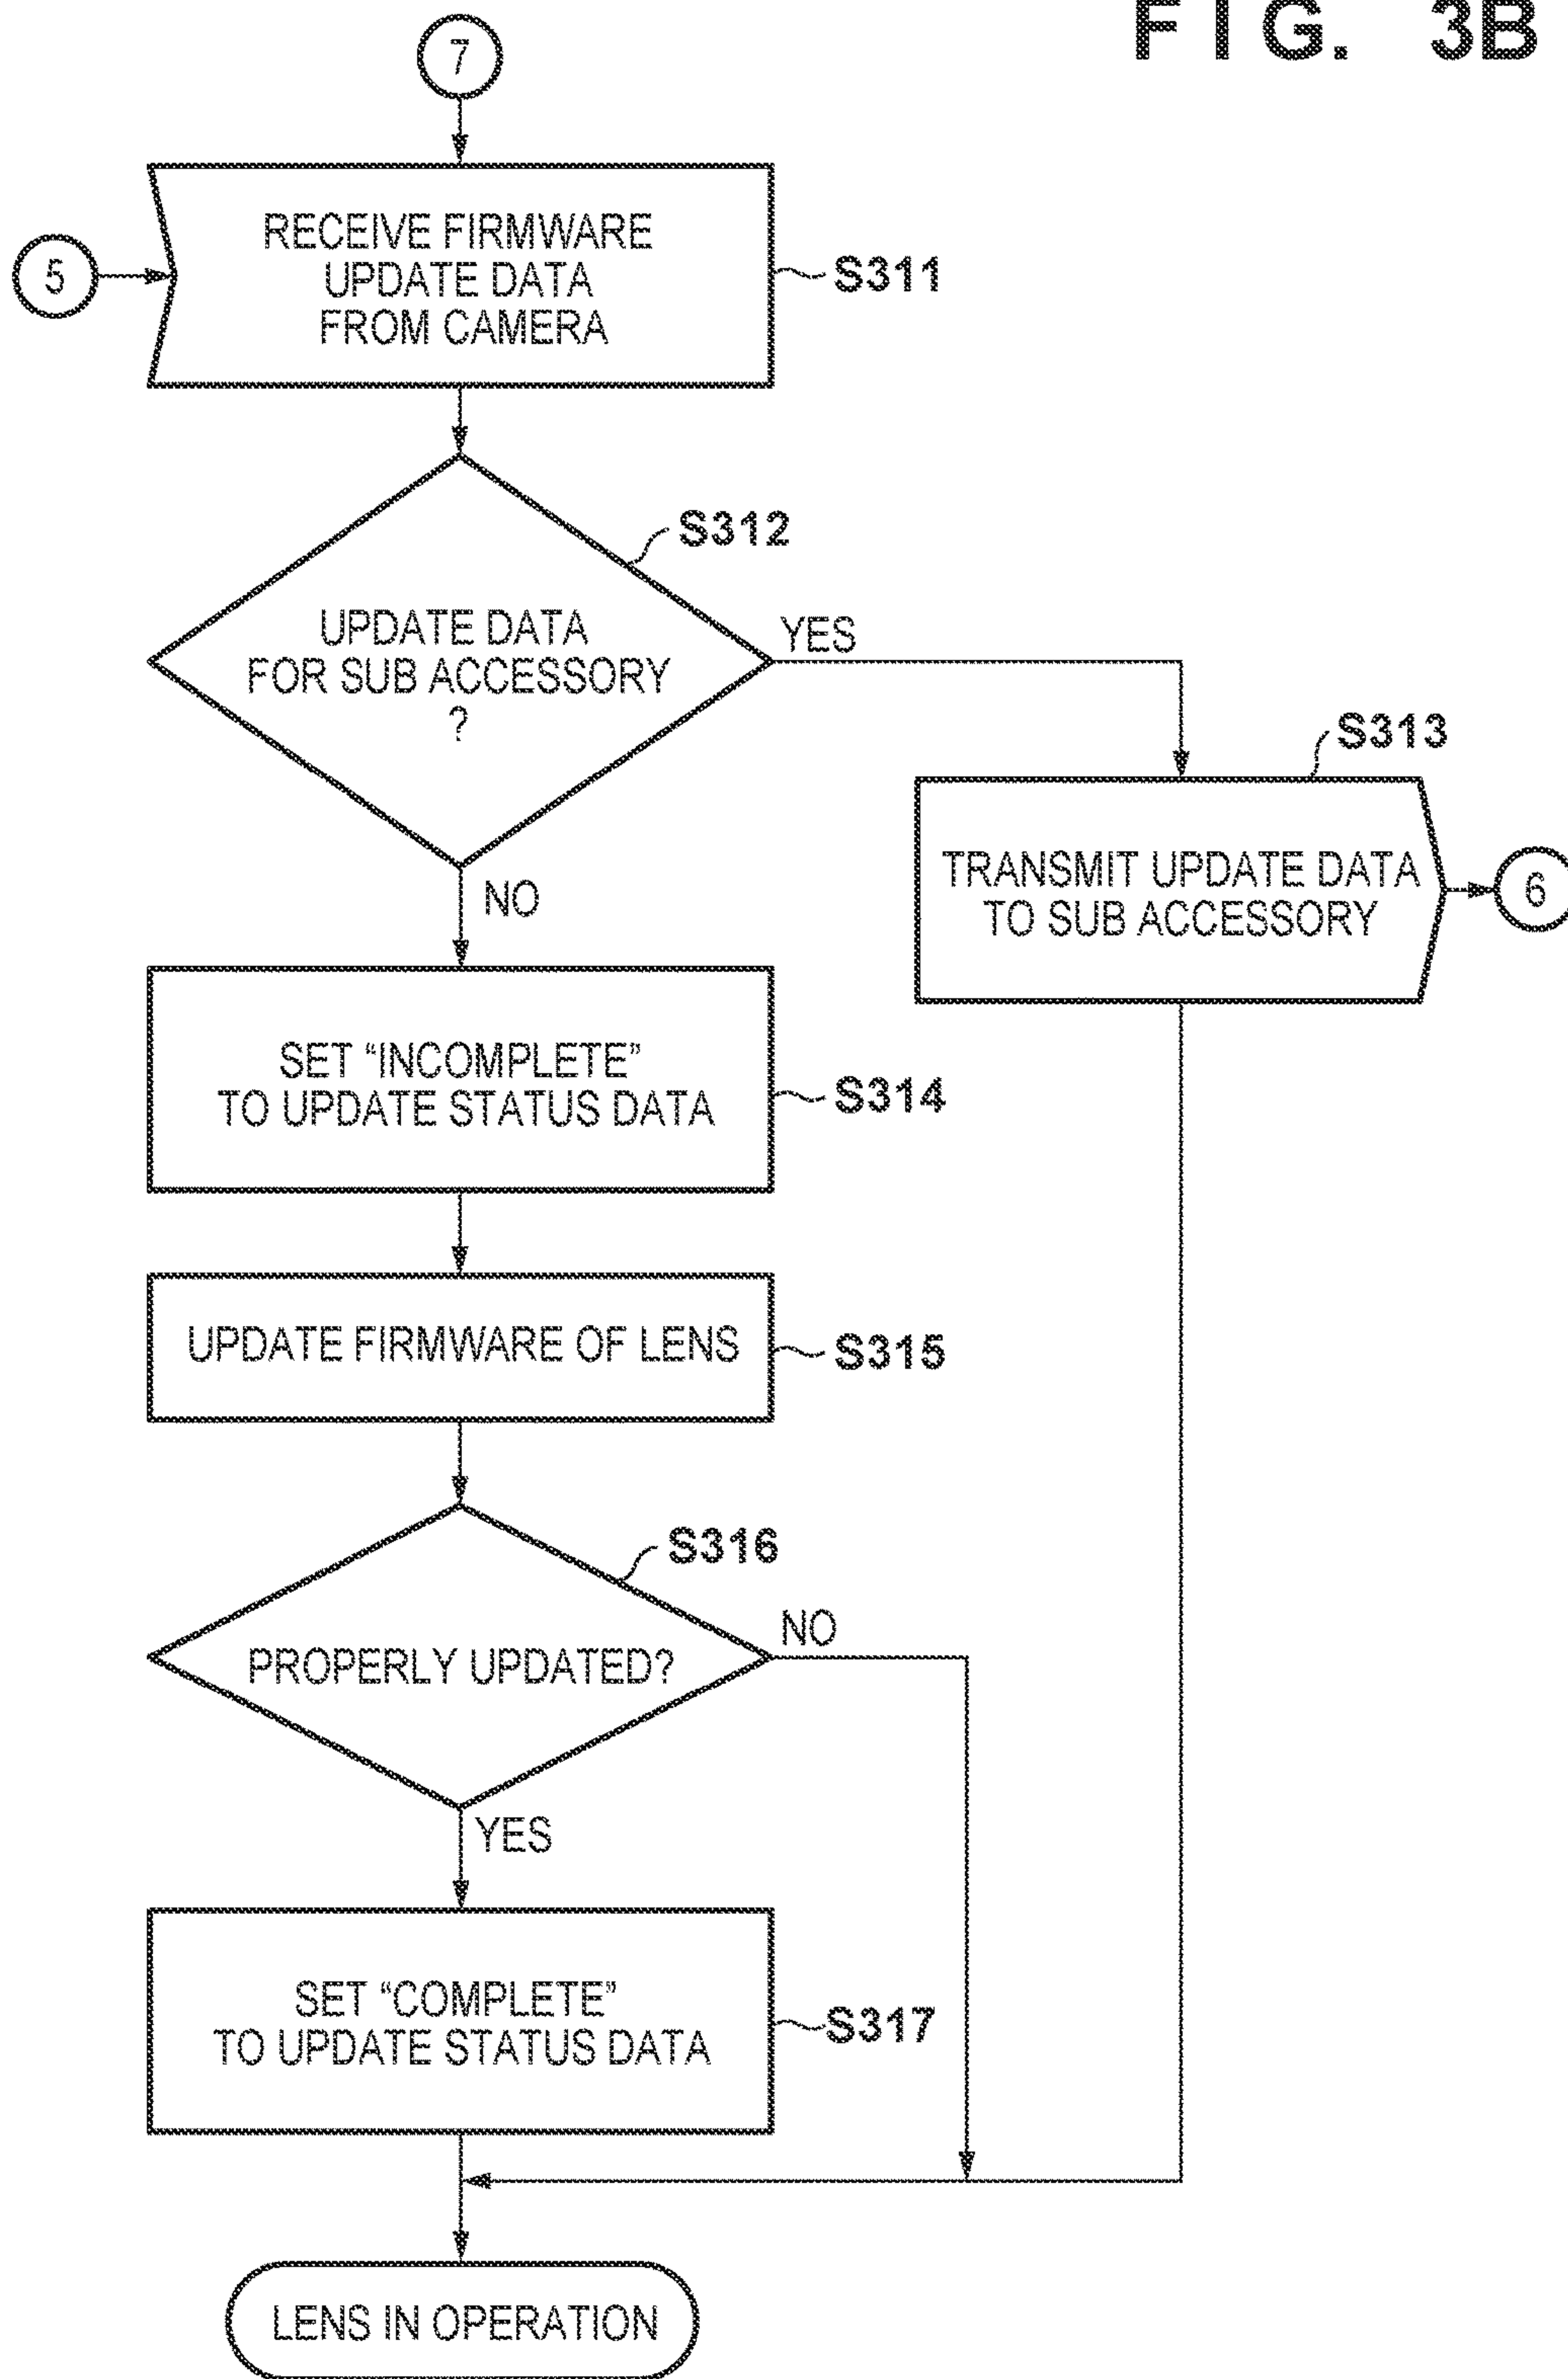 FIG. 3B
7
RECEIVE FIRMWARE
UPDATE DATA
FROM CAMERA
5
S311
S312
UPDATE DATA
FOR SUB ACCESSORY
?
YES
NO
S313
TRANSMIT UPDATE DATA
TO SUB ACCESSORY
6
SET “INCOMPLETE”
TO UPDATE STATUS DATA
S314
UPDATE FIRMWARE OF LENS
S315
S316
PROPERLY UPDATED?
NO
YES
SET “COMPLETE”
TO UPDATE STATUS DATA
S317
LENS IN OPERATION